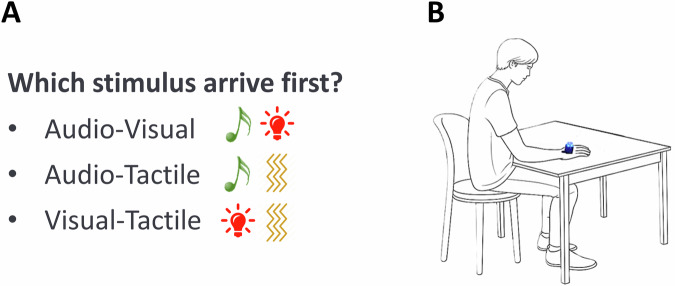 A
B
Which stimulus arrive first?
• Audio-Visual
• Audio-Tactile
• Visual-Tactile